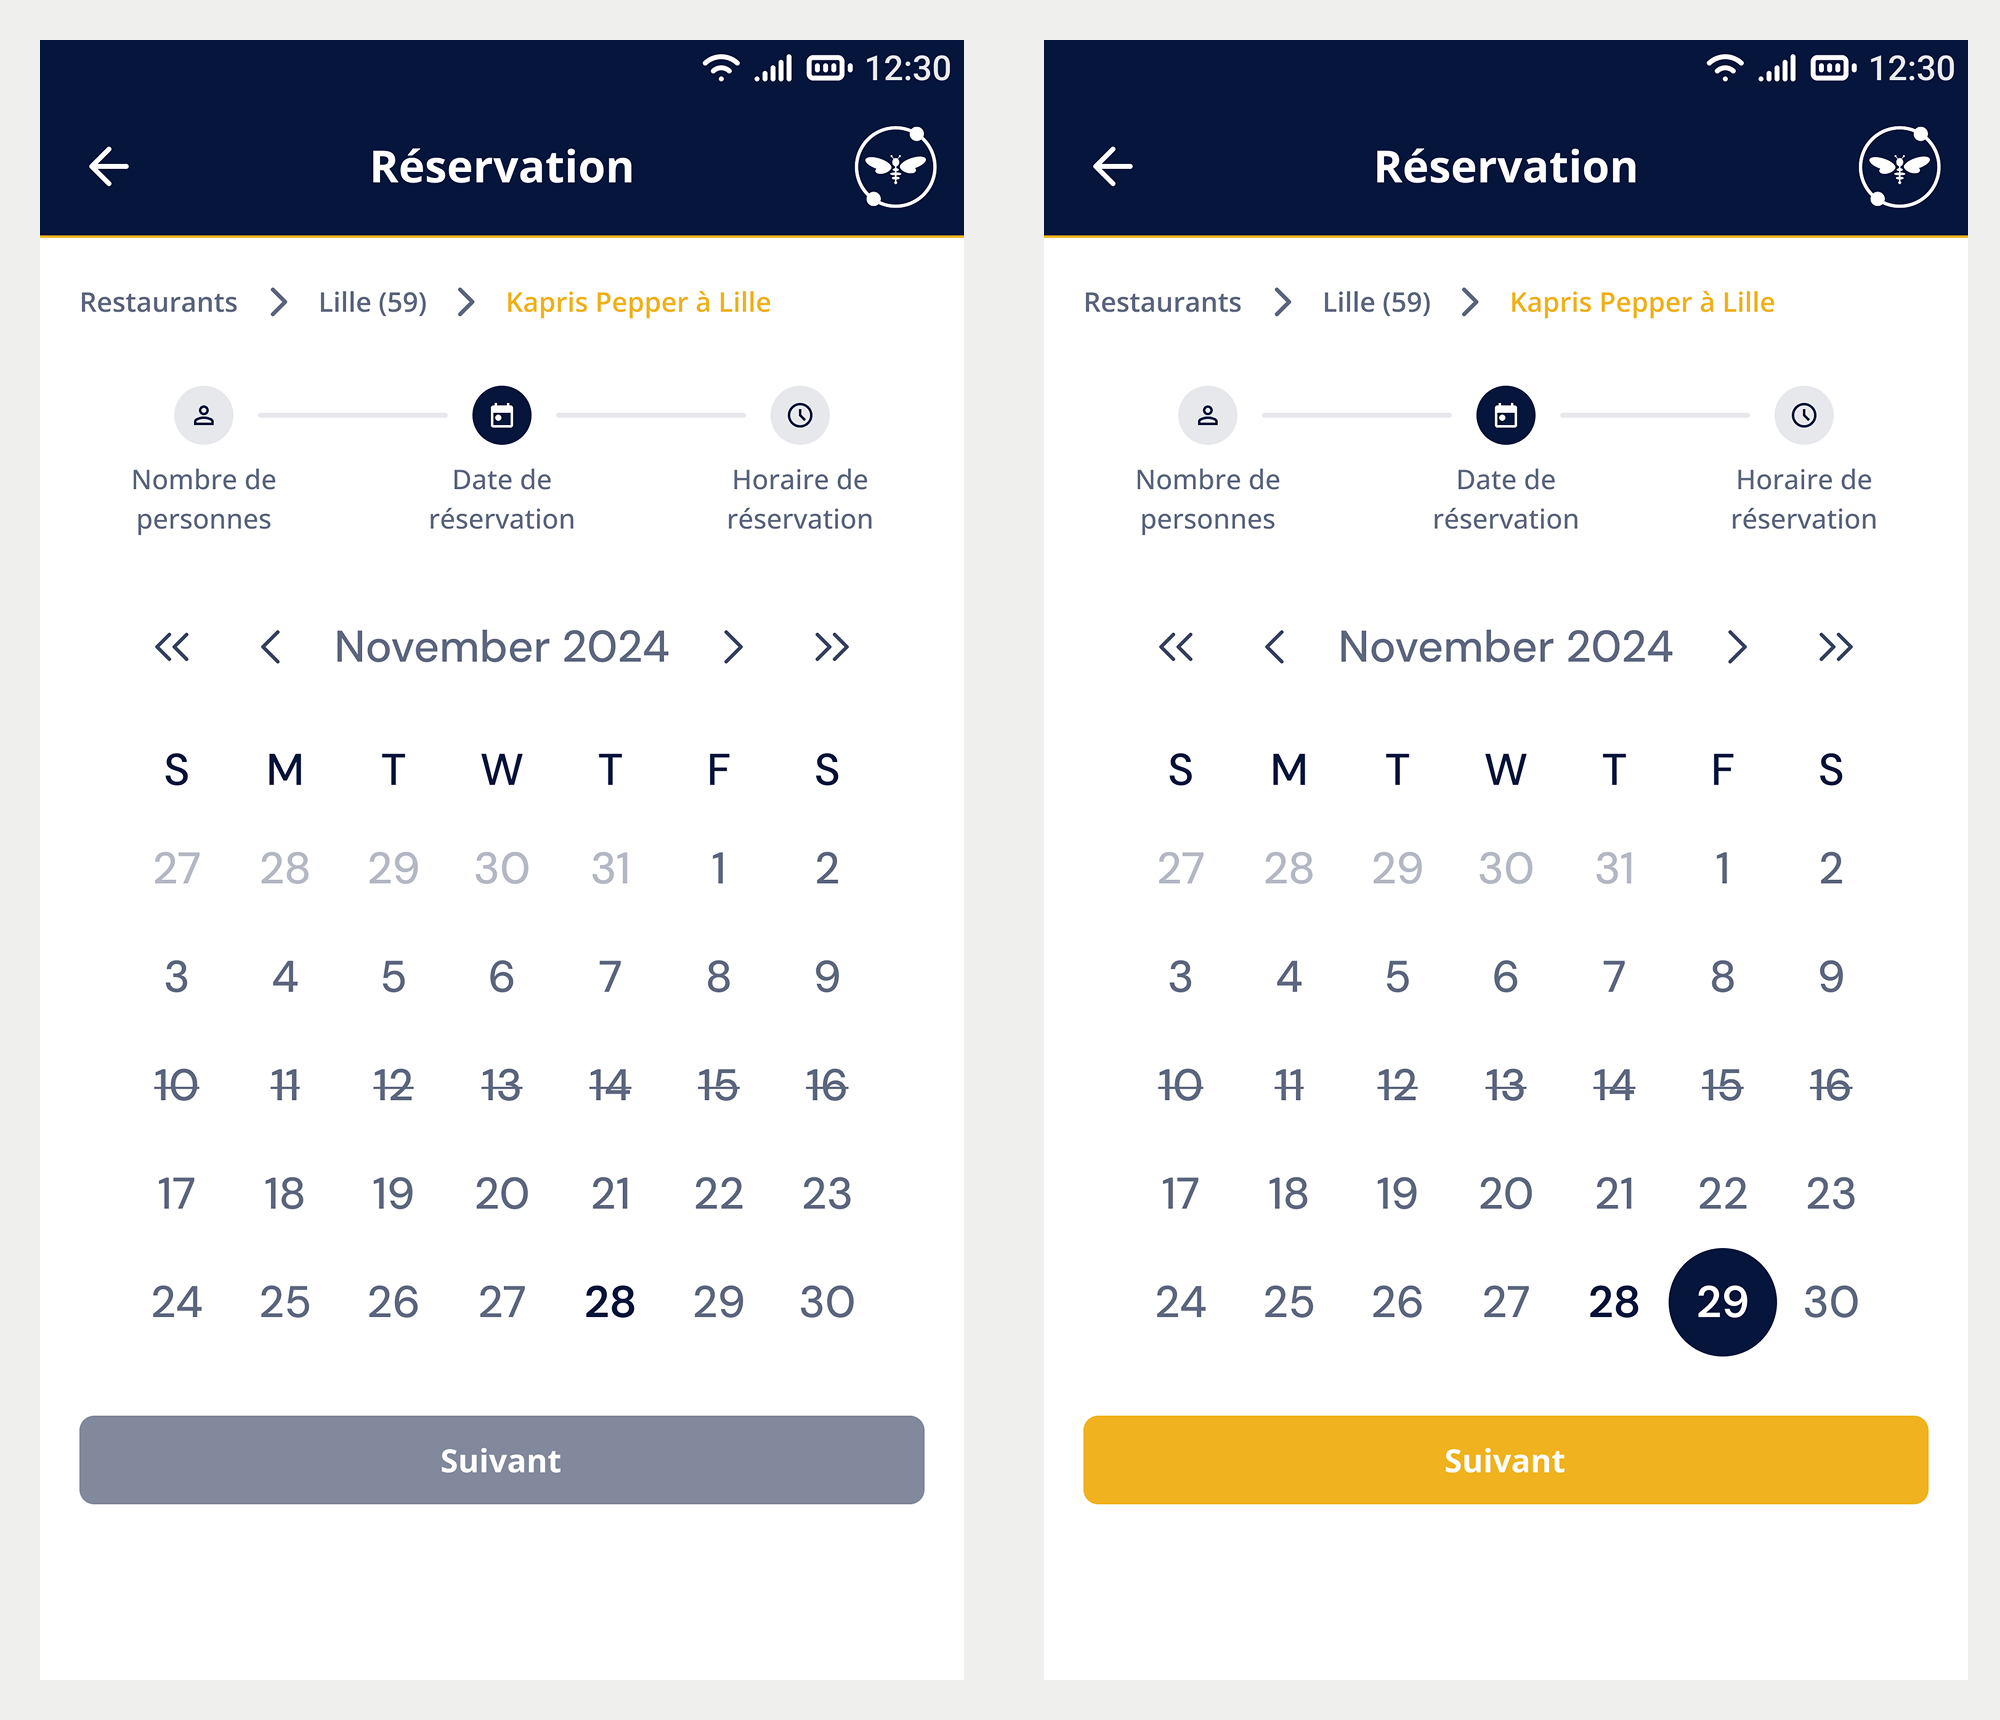 12:30
Réservation
Restaurants > Lille (59) > Kapris Pepper à Lille
Nombre de personnes
Date de réservation
Horaire de réservation
November 2024
S M T W T F S
27 28 29 30 31 1 2
3 4 5 6 7 8 9
10 11 12 13 14 15 16
17 18 19 20 21 22 23
24 25 26 27 28 29 30
Suivant
12:30
Réservation
Restaurants > Lille (59) > Kapris Pepper à Lille
Nombre de personnes
Date de réservation
Horaire de réservation
November 2024
S M T W T F S
27 28 29 30 31 1 2
3 4 5 6 7 8 9
10 11 12 13 14 15 16
17 18 19 20 21 22 23
24 25 26 27 28 29 30
Suivant